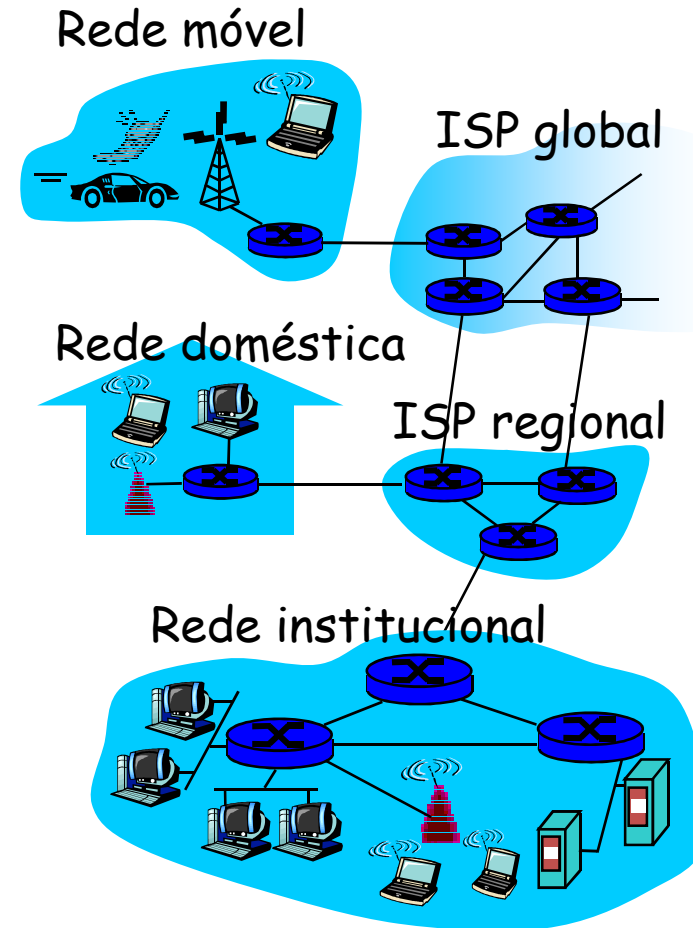 Rede móvel
ISP global
Rede doméstica
ISP regional
Rede institucional